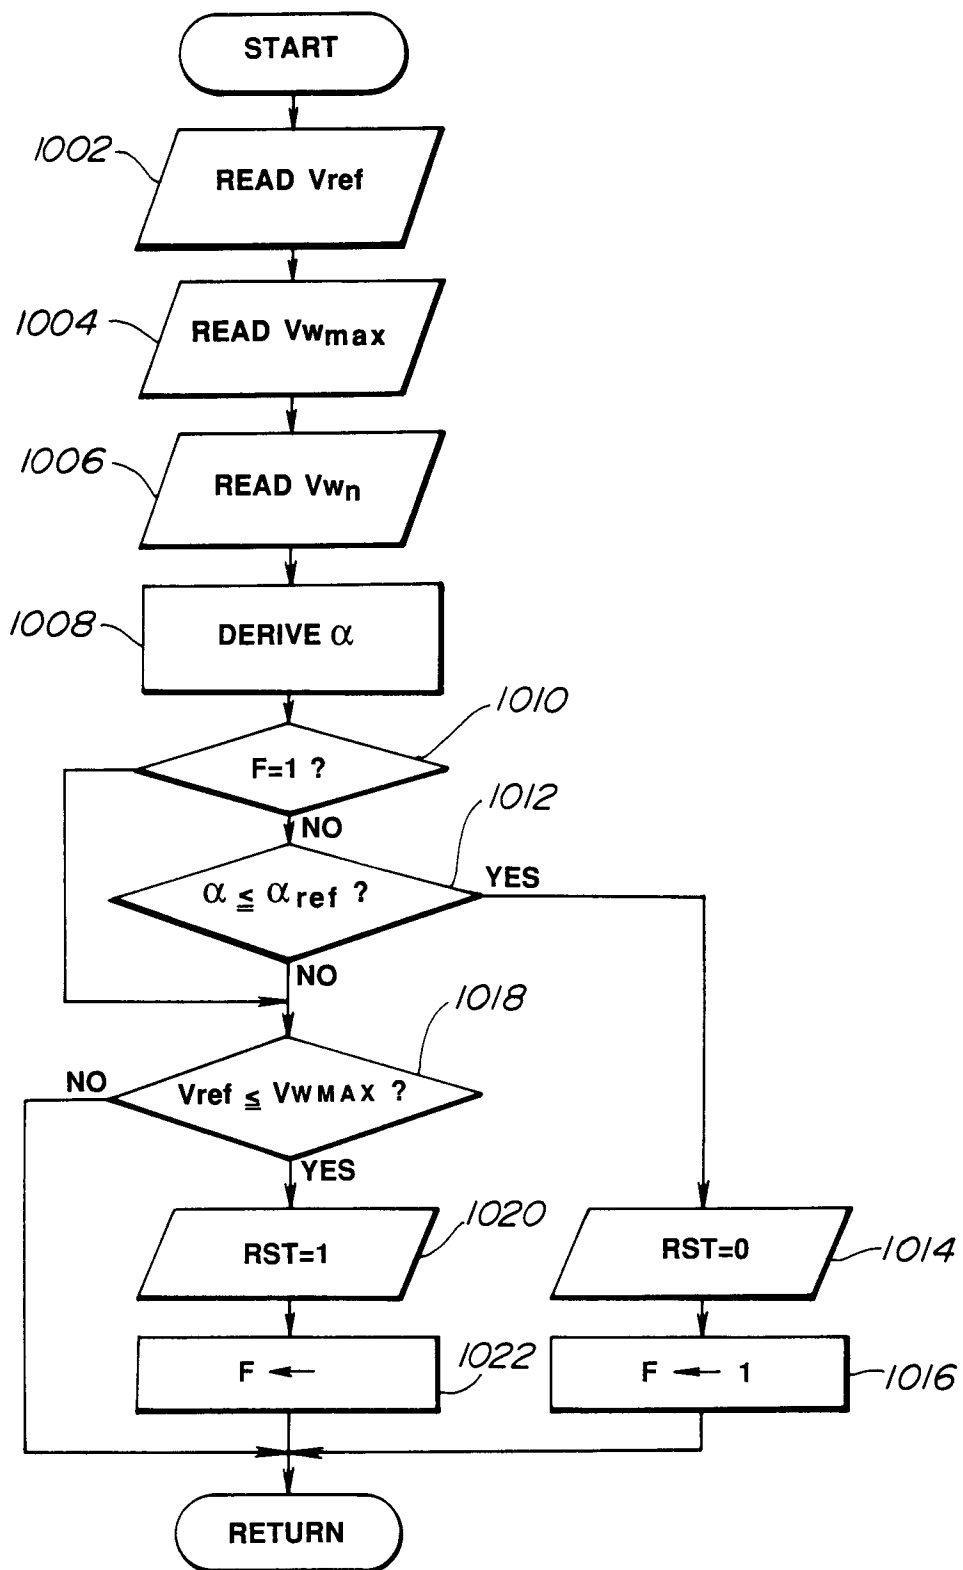 START
1002
READ Vref
1004
READ Vwmax
1006
READ Vwn
1008
DERIVE α
1010
F=1 ?
NO
1012
α ≦ αref ?
YES
NO
1018
NO
Vref ≦ VWMAX ?
YES
1020
RST=1
RST=0
1014
1022
F ←
F ← 1
1016
RETURN